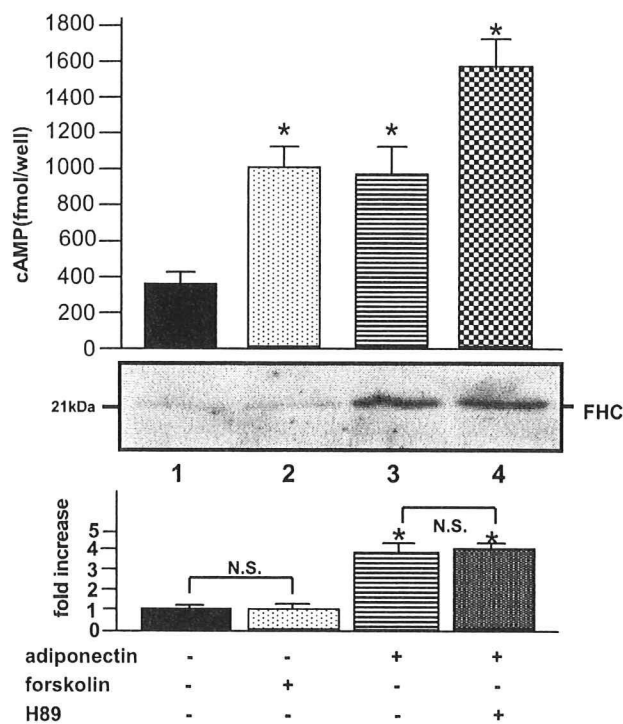 1800
1600
1400
1200
1000
800
600
400
200
0
cAMP(fmol/well)
* * *
21kDa FHC
1 2 3 4
5
4
3
2
1
0
fold increase
N.S.
* N.S. *
adiponectin - - + +
forskolin - + - -
H89 - - - +